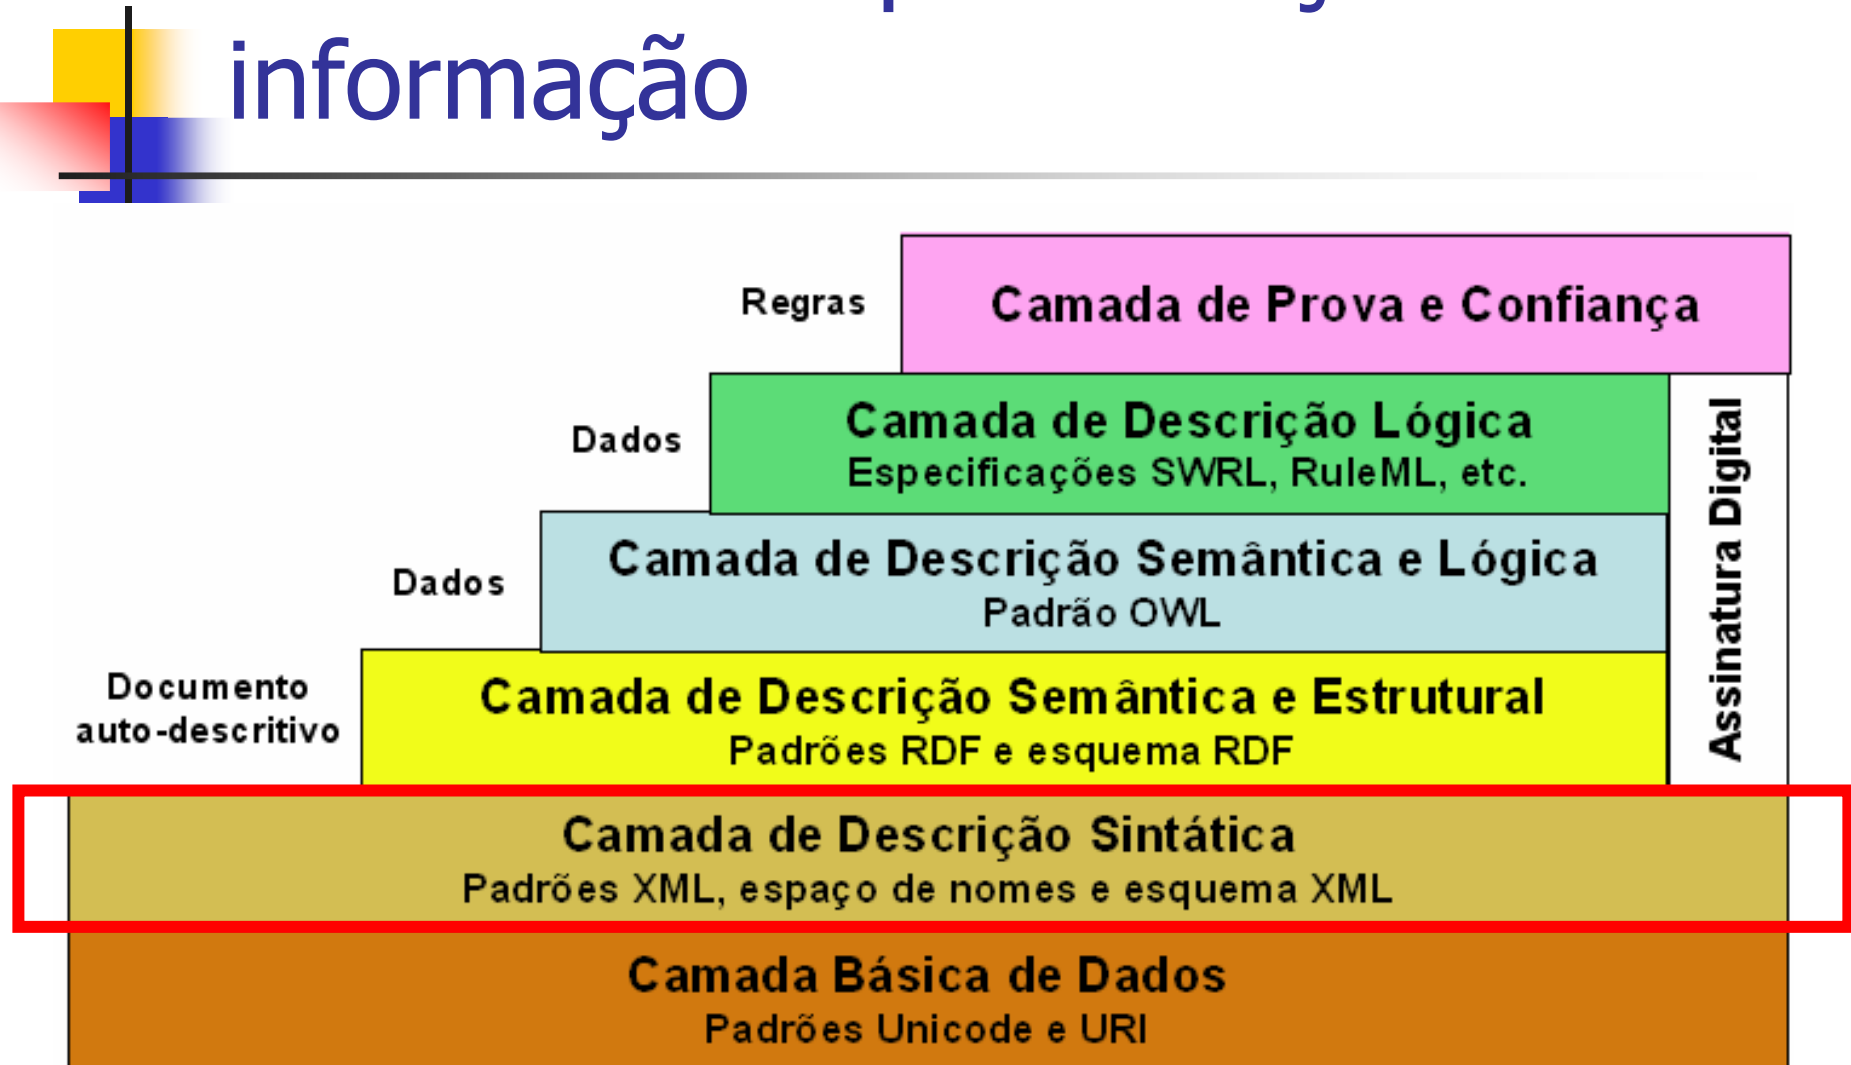 informação
Regras
Camada de Prova e Confiança
Dados
Camada de Descrição Lógica
Especificações SWRL, RuleML, etc.
Dados
Camada de Descrição Semântica e Lógica
Padrão OWL
Documento
auto-descritivo
Camada de Descrição Semântica e Estrutural
Padrões RDF e esquema RDF
Assinatura Digital
Camada de Descrição Sintática
Padrões XML, espaço de nomes e esquema XML
Camada Básica de Dados
Padrões Unicode e URI